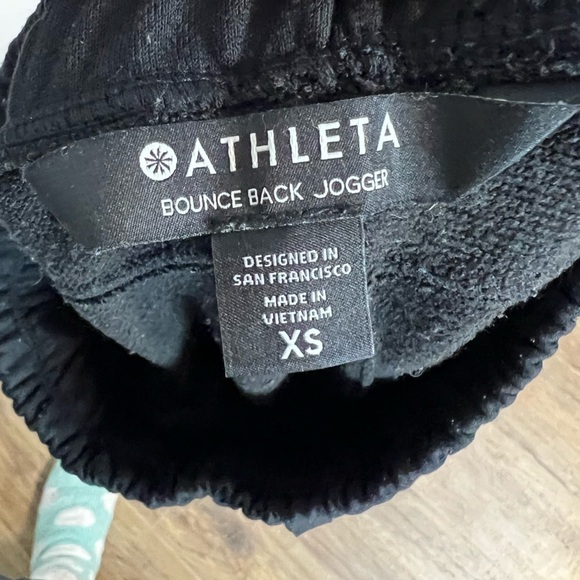 ATHLETA
BOUNCE BACK JOGGER
DESIGNED IN
SAN FRANCISCO
MADE IN
VIETNAM
XS